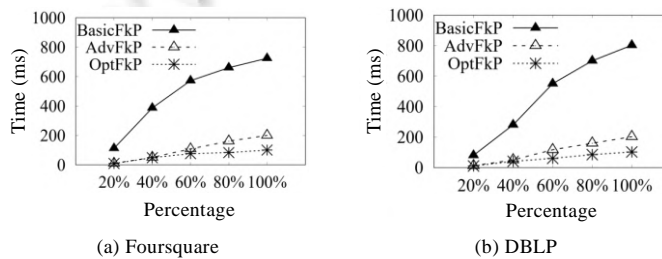 1000
800
600
400
200
0
Time (ms)
BasicFkP
AdvFkP
OptFkP
20% 40% 60% 80% 100%
Percentage
(a) Foursquare
1000
800
600
400
200
0
Time (ms)
BasicFkP
AdvFkP
OptFkP
20% 40% 60% 80% 100%
Percentage
(b) DBLP